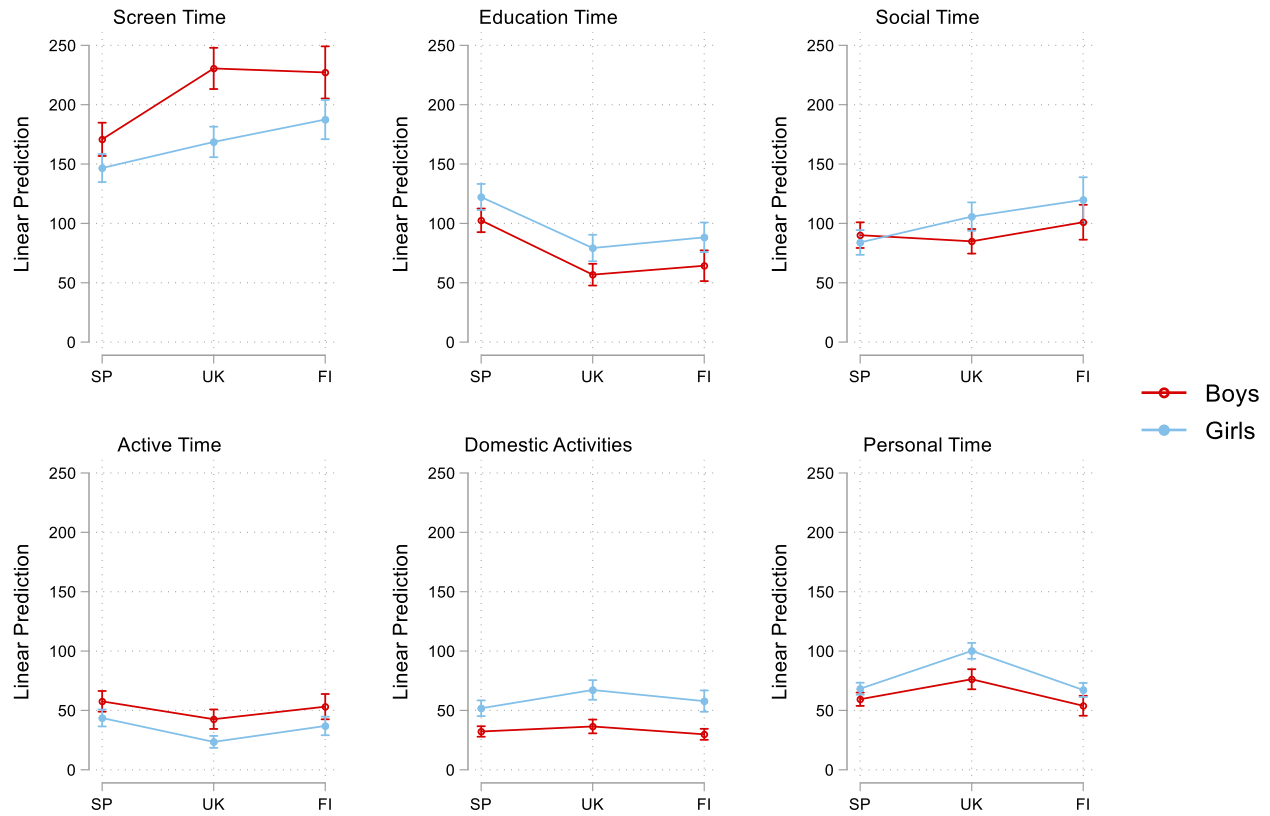 Screen Time
Education Time
Social Time
Linear Prediction
250
200
150
100
50
0
SP UK FI
Linear Prediction
250
200
150
100
50
0
SP UK FI
Linear Prediction
250
200
150
100
50
0
SP UK FI
Boys
Girls
Active Time
Domestic Activities
Personal Time
Linear Prediction
250
200
150
100
50
0
SP UK FI
Linear Prediction
250
200
150
100
50
0
SP UK FI
Linear Prediction
250
200
150
100
50
0
SP UK FI